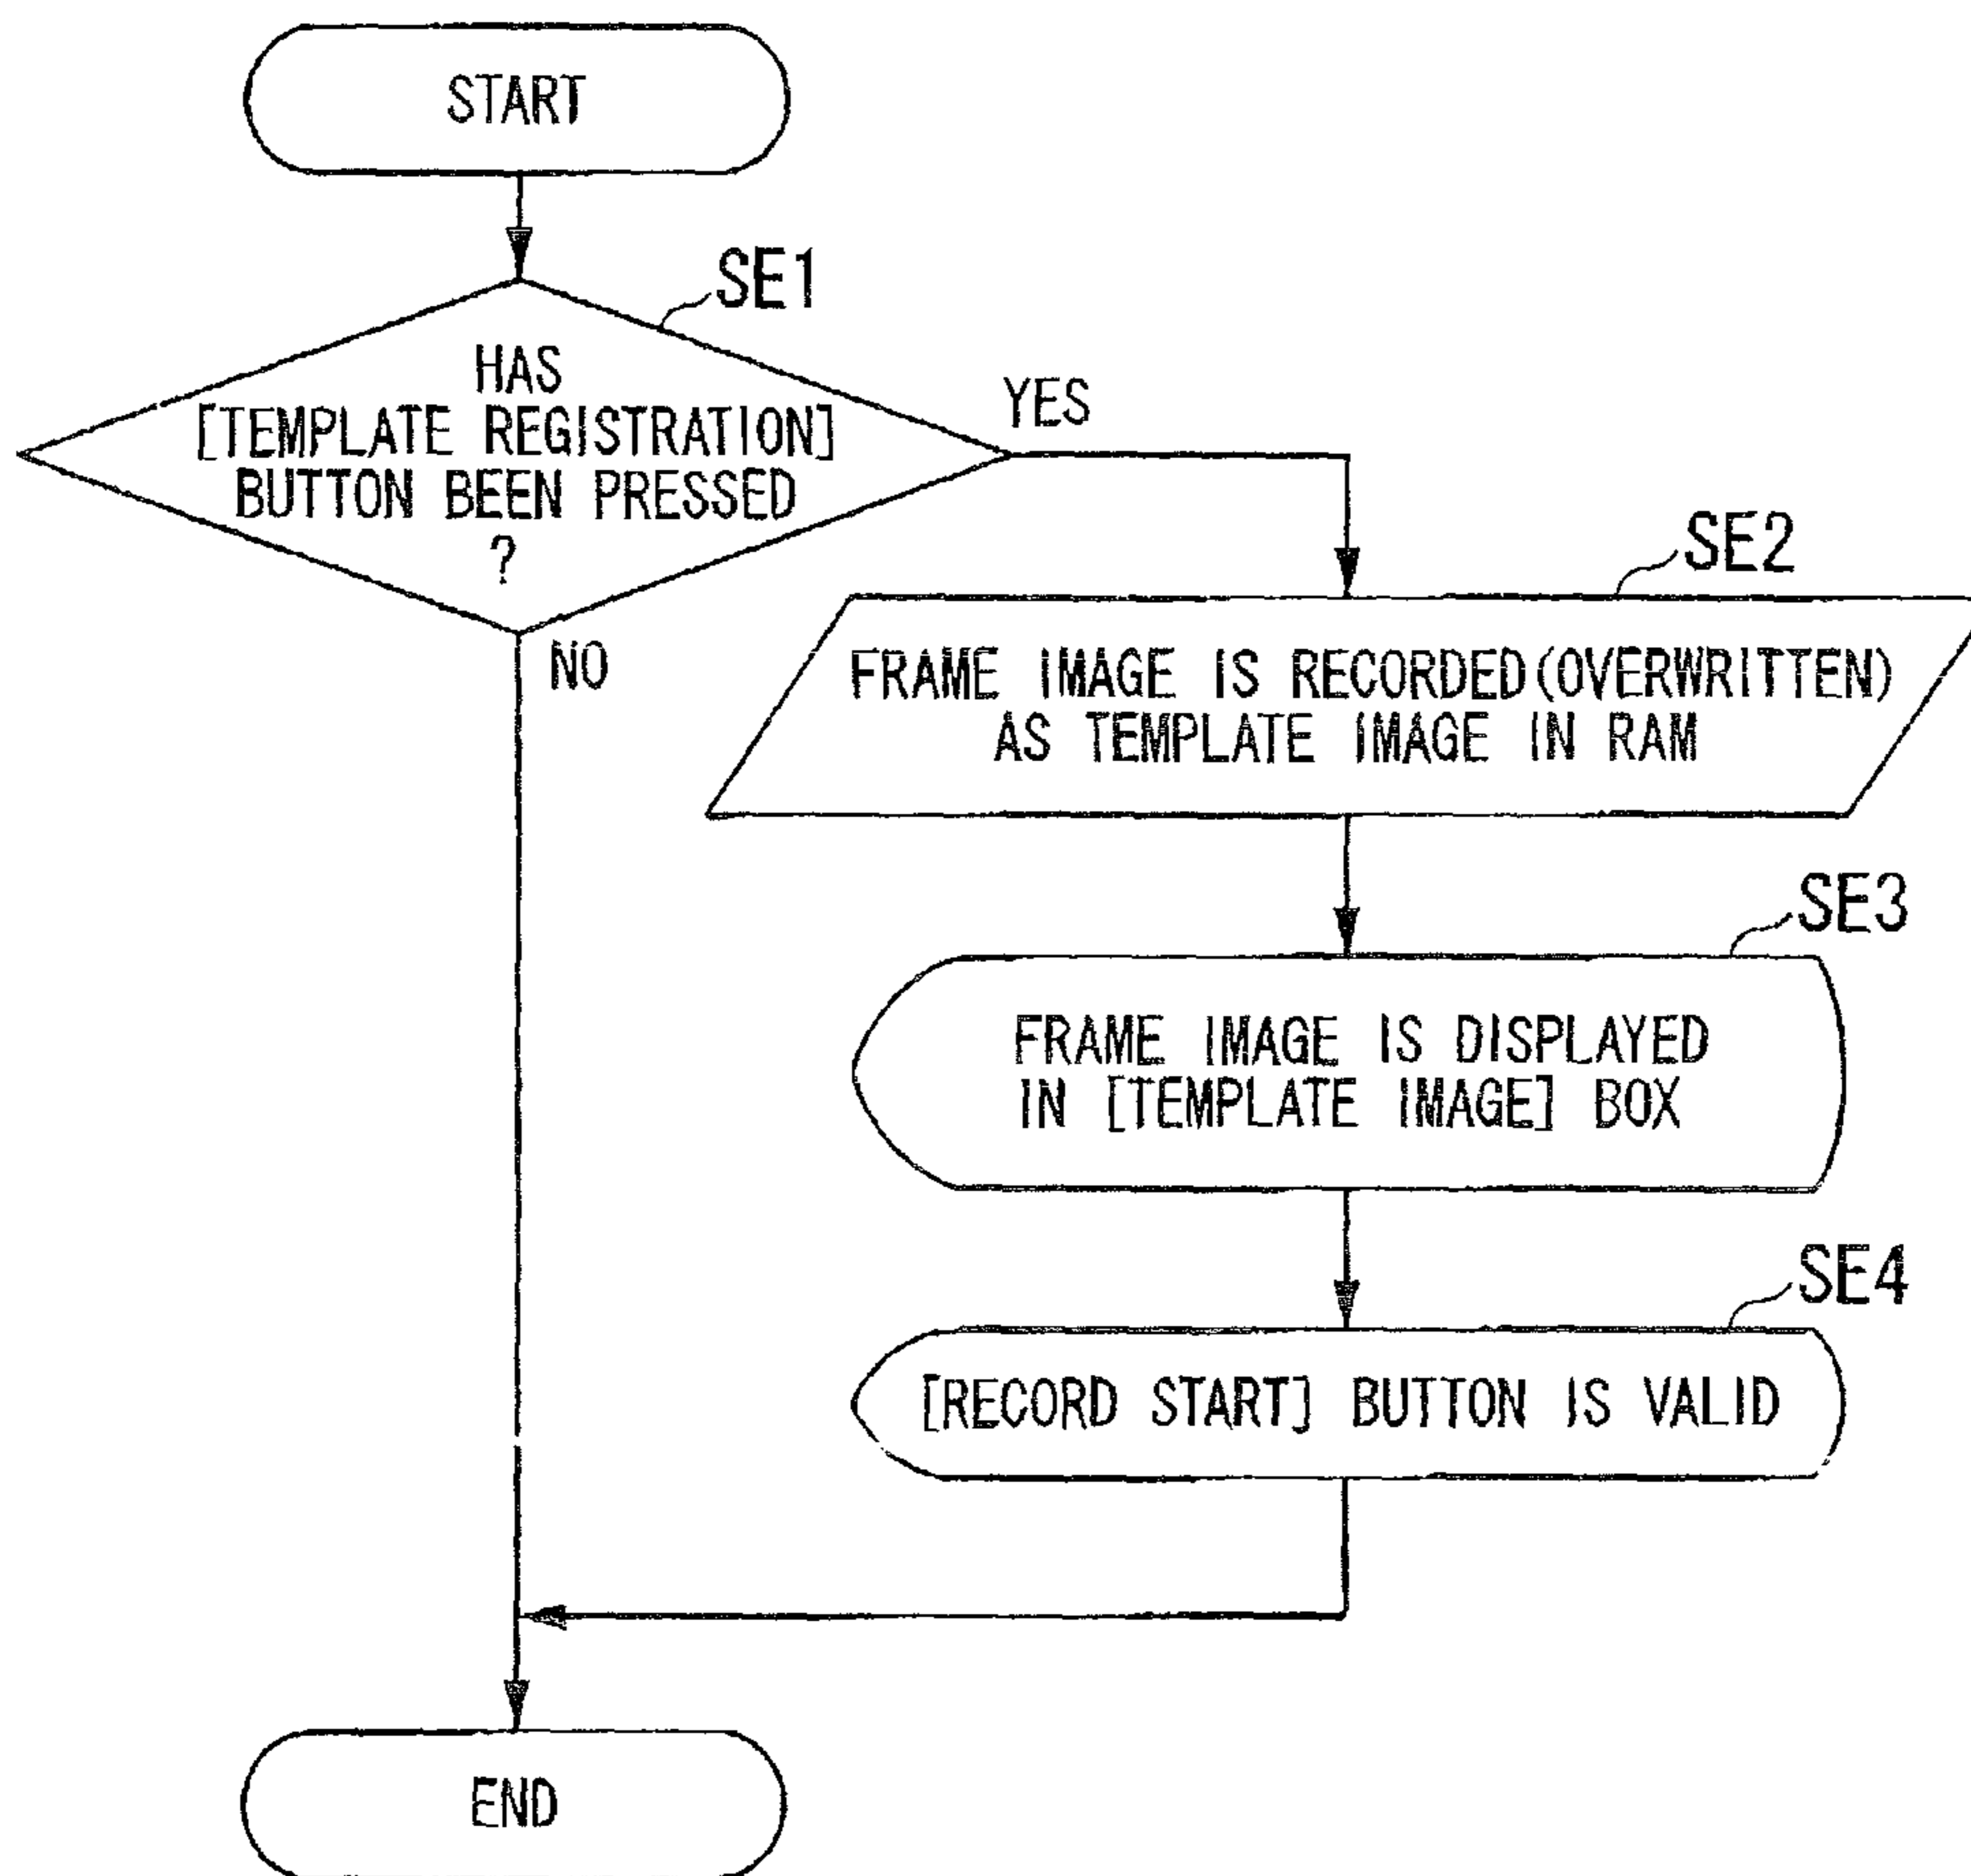 START
SE1
HAS
[TEMPLATE REGISTRATION]
BUTTON BEEN PRESSED
?
YES
NO
SE2
FRAME IMAGE IS RECORDED(OVERWRITTEN)
AS TEMPLATE IMAGE IN RAM
SE3
FRAME IMAGE IS DISPLAYED
IN [TEMPLATE IMAGE] BOX
SE4
[RECORD START] BUTTON IS VALID
END